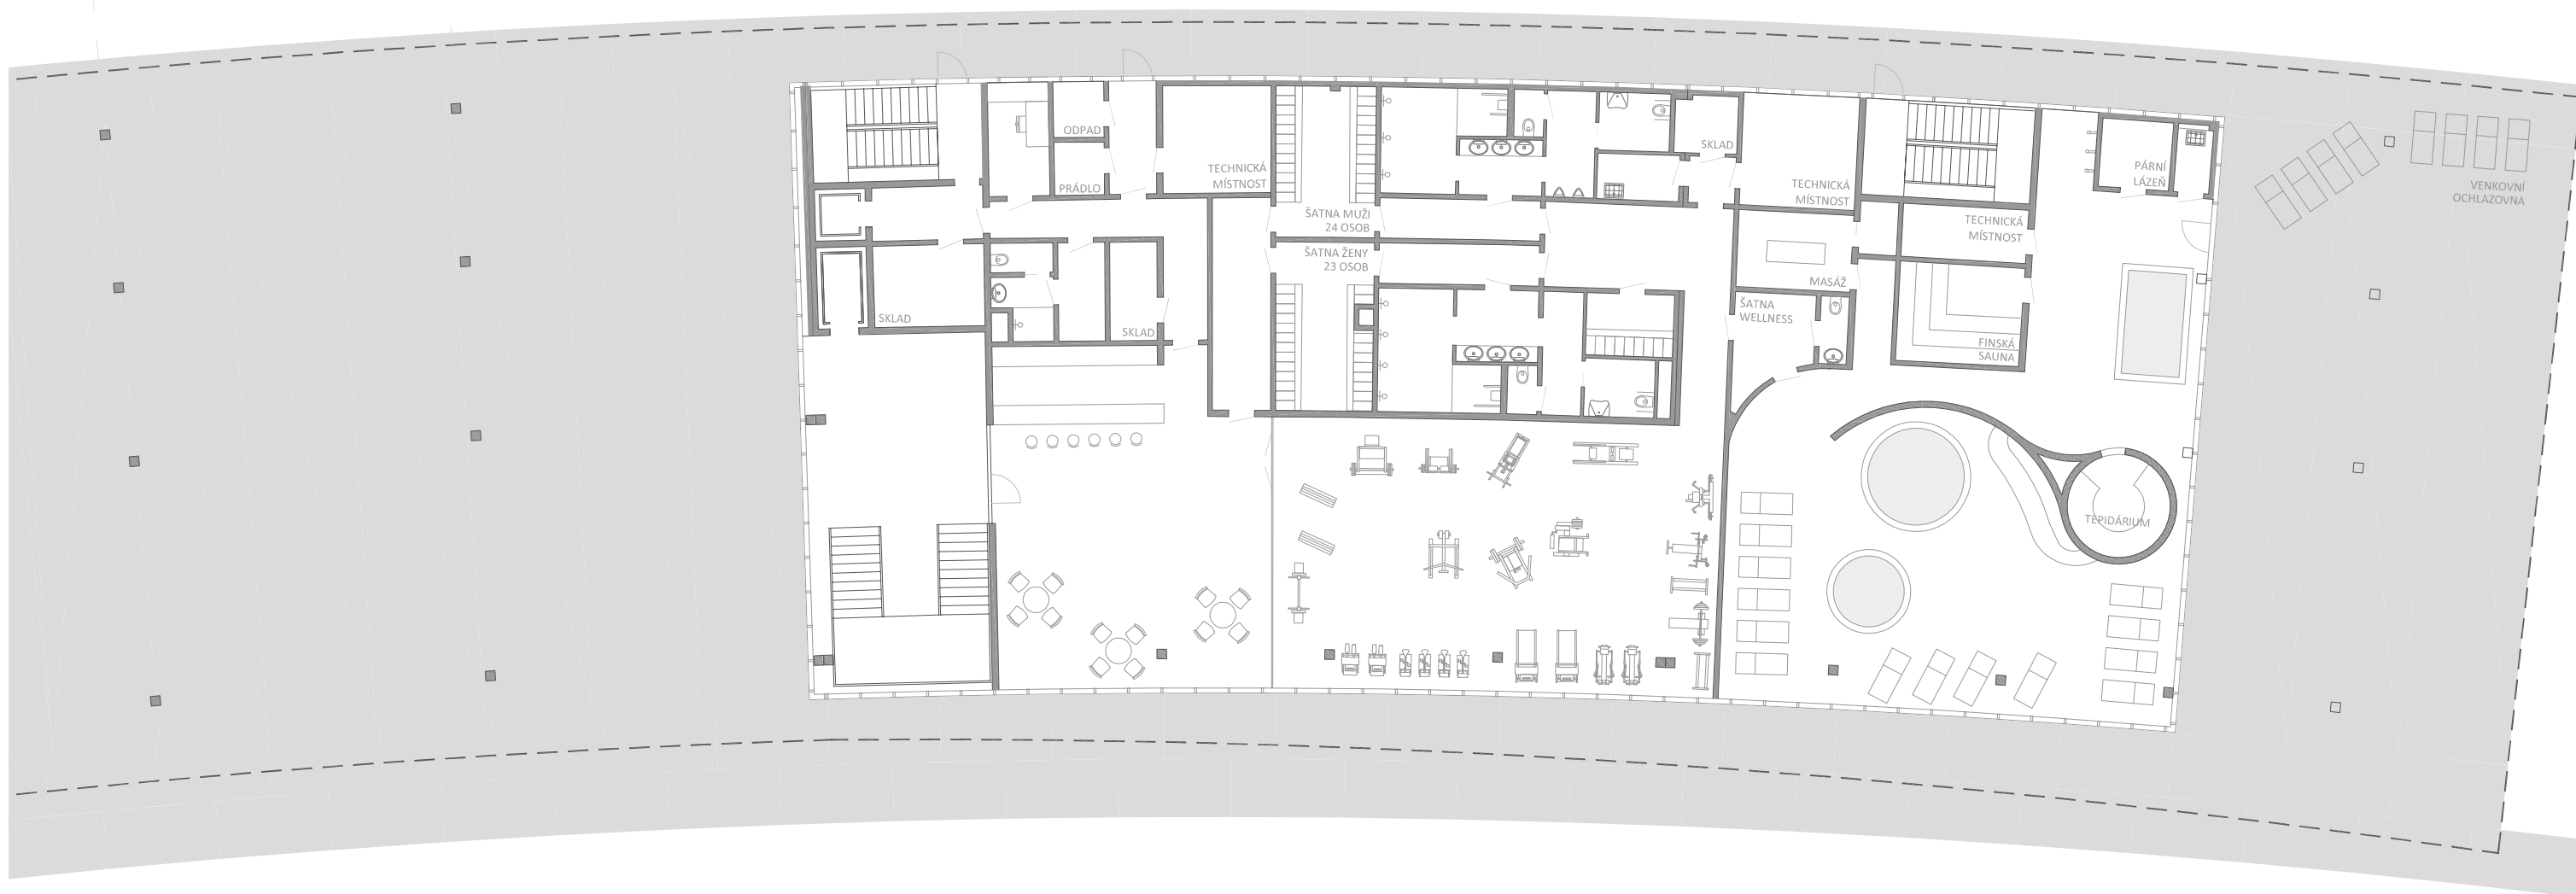 ODPAD
PRÁDLO
TECHNICKÁ
MÍSTNOST
SKLAD
SKLAD
ŠATNA MUŽI
24 OSOB
ŠATNA ŽENY
23 OSOB
SKLAD
TECHNICKÁ
MÍSTNOST
MASÁŽ
ŠATNA
WELLNESS
TECHNICKÁ
MÍSTNOST
FINSKÁ
SAUNA
PÁRNÍ
LÁZEŇ
TEPIDÁRIUM
VENKOVNÍ
OCHLAZOVNA